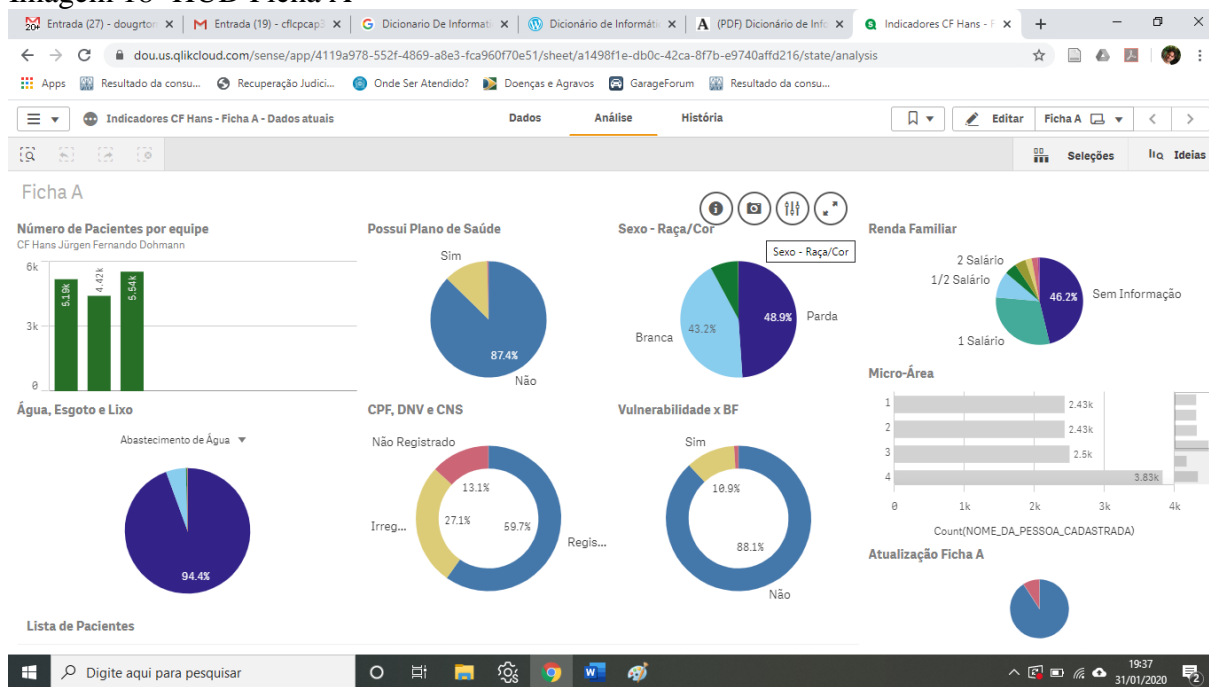 Imagem 18- HUD Ficha A
Entrada (27) - dougrton
Entrada (19) - cflcpcap3
Dicionario De Informati
Dicionário de Informáti
(PDF) Dicionário de Info
Indicadores CF Hans - F
dou.us.qlikcloud.com/sense/app/4119a978-552f-4869-a8e3-fca960f70e51/sheet/a1498f1e-db0c-42ca-8f7b-e9740affd216/state/analysis
Apps
Resultado da consu...
Recuperação Judici...
Onde Ser Atendido?
Doenças e Agravos
GarageForum
Resultado da consu...
Indicadores CF Hans - Ficha A - Dados atuais
Dados
Análise
História
Editar
Ficha A
Seleções
Ideias
Ficha A
Número de Pacientes por equipe
CF Hans Jürgen Fernando Dohmann
6k
3k
0
5.19k
4.42k
5.54k
Possui Plano de Saúde
Sim
87.4%
Não
Sexo - Raça/Cor
Sexo - Raça/Cor
43.2%
48.9%
Parda
Branca
Renda Familiar
2 Salário
1/2 Salário
46.2%
Sem Informação
1 Salário
Micro-Área
1
2.43k
2
2.43k
3
2.5k
4
3.83k
0
1k
2k
3k
4k
Count(NOME_DA_PESSOA_CADASTRADA)
Água, Esgoto e Lixo
Abastecimento de Água
94.4%
CPF, DNV e CNS
Não Registrado
13.1%
Irreg...
27.1%
59.7%
Regis...
Vulnerabilidade x BF
Sim
10.9%
88.1%
Não
Atualização Ficha A
Lista de Pacientes
Digite aqui para pesquisar
19:37
31/01/2020
2